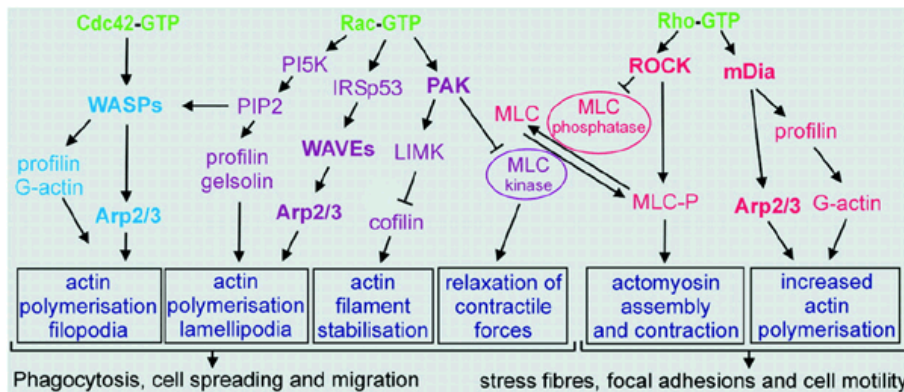 Cdc42-GTP
Rac-GTP
Rho-GTP
PI5K
ROCK
mDia
IRSp53
PAK
WASPs
PIP2
MLC
MLC
phosphatase
profilin
profilin
G-actin
profilin
gelsolin
WAVEs
LIMK
MLC
kinase
MLC-P
Arp2/3
G-actin
Arp2/3
Arp2/3
cofilin
actin
polymerisation
filopodia
actin
polymerisation
lamellipodia
actin
filament
stabilisation
relaxation of
contractile
forces
actomyosin
assembly
and contraction
increased
actin
polymerisation
Phagocytosis, cell spreading and migration
stress fibres, focal adhesions and cell motility